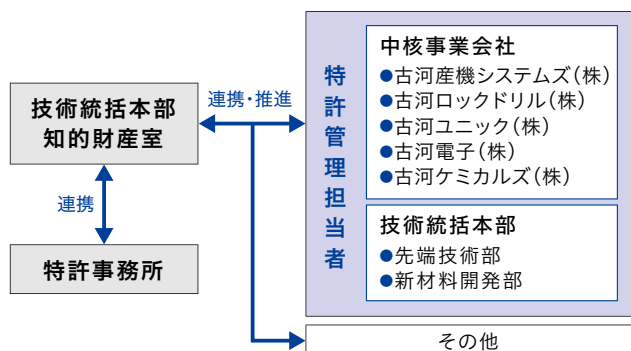 技術統括本部
知的財産室
連携
特許事務所
連携・推進
特許管理担当者
中核事業会社
●古河産機システムズ(株)
●古河ロックドリル(株)
●古河ユニック(株)
●古河電子(株)
●古河ケミカルズ(株)
技術統括本部
●先端技術部
●新材料開発部
その他